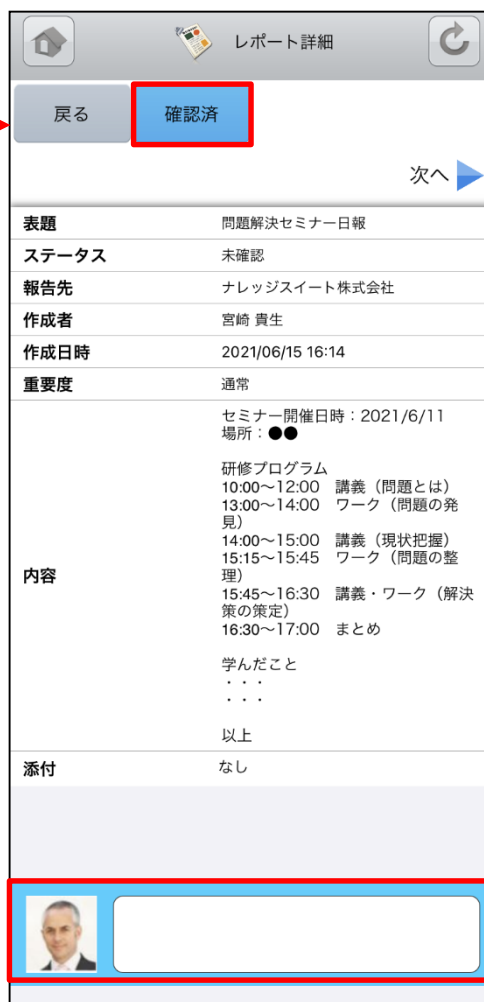 レポート詳細
戻る 確認済
次へ
表題 問題解決セミナー日報
ステータス 未確認
報告先 ナレッジスイート株式会社
作成者 宮崎 貴生
作成日時 2021/06/15 16:14
重要度 通常
セミナー開催日時：2021/6/11
場所：●●
研修プログラム
10:00～12:00 講義（問題とは）
13:00～14:00 ワーク（問題の発
見）
14:00～15:00 講義（現状把握）
15:15～15:45 ワーク（問題の整
理）
内容
15:45～16:30 講義・ワーク（解決
策の策定）
16:30～17:00 まとめ
学んだこと
・・・
・・・
以上
添付 なし